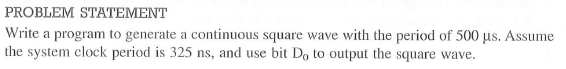 PROBLEM STATEMENT
Write a program to generate a continuous square wave with the period of 500 μs. Assume
the system clock period is 325 ns, and use bit D₀ to output the square wave.